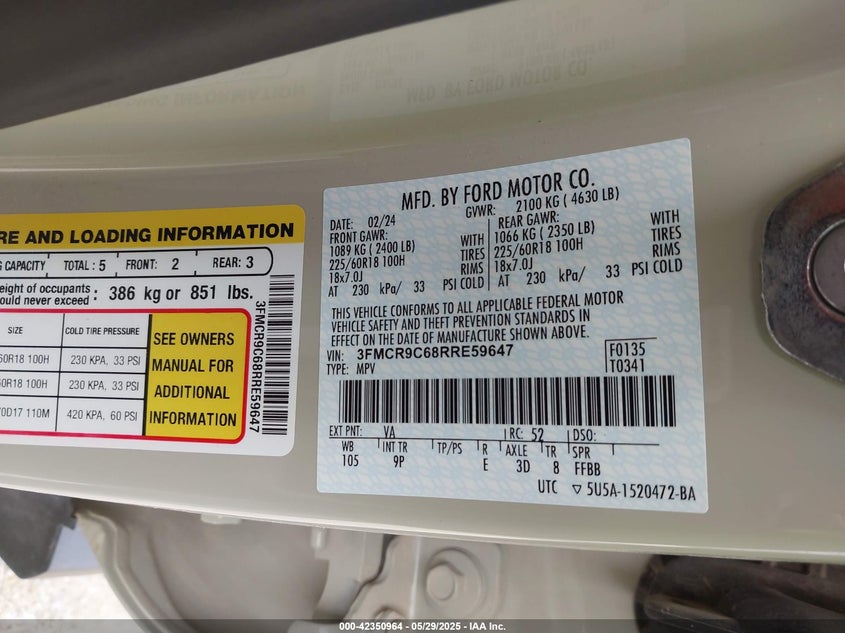 RE AND LOADING INFORMATION
G CAPACITY TOTAL : 5 FRONT: 2 REAR: 3
eight of occupants
ould never exceed : 386 kg or 851 lbs.
SIZE COLD TIRE PRESSURE
60R18 100H 230 KPA, 33 PSI
60R18 100H 230 KPA, 33 PSI
70D17 110M 420 KPA, 60 PSI
SEE OWNERS
MANUAL FOR
ADDITIONAL
INFORMATION
3FMCR9C68RRE59647
MFD. BY FORD MOTOR CO.
DATE: 02/24 GVWR: 2100 KG ( 4630 LB)
FRONT GAWR: REAR GAWR:
1089 KG ( 2400 LB) WITH 1066 KG ( 2350 LB) WITH
225/60R18 100H TIRES 225/60R18 100H TIRES
18x7.0J RIMS 18x7.0J RIMS
AT 230 kPa/ 33 PSI COLD AT 230 kPa/ 33 PSI COLD
THIS VEHICLE CONFORMS TO ALL APPLICABLE FEDERAL MOTOR
VEHICLE SAFETY AND THEFT PREVENTION STANDARDS IN
EFFECT ON THE DATE OF MANUFACTURE SHOWN ABOVE.
VIN: 3FMCR9C68RRE59647 F0135
TYPE: MPV T0341
EXT PNT: VA RC: 52 DSO:
WB INT TR TP/PS R AXLE TR SPR
105 9P E 3D 8 FFBB
UTC ▽ 5U5A-1520472-BA
000-42350964 - 05/29/2025 - IAA Inc.